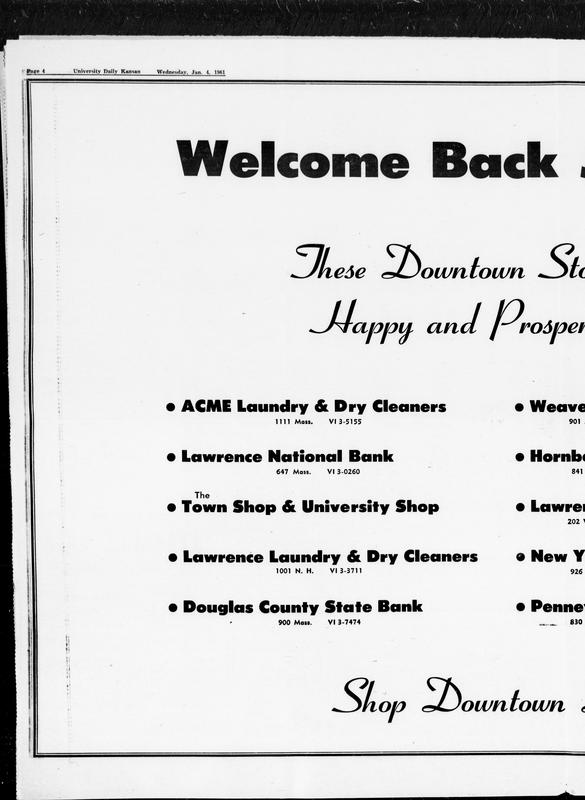 Page 4 University Daily Kansan Wednesday, Jan. 4, 1961
Welcome Back
These Downtown Sto
Happy and Prosper
• ACME Laundry & Dry Cleaners
1111 Mass. VI 3-5155
• Lawrence National Bank
647 Mass. VI 3-0260
The
• Town Shop & University Shop
• Lawrence Laundry & Dry Cleaners
1001 N. H. VI 3-3711
• Douglas County State Bank
900 Mass. VI 3-7474
• Weave
901
• Hornb
841
• Lawre
202
• New Y
926
• Penne
830
Shop Downtown